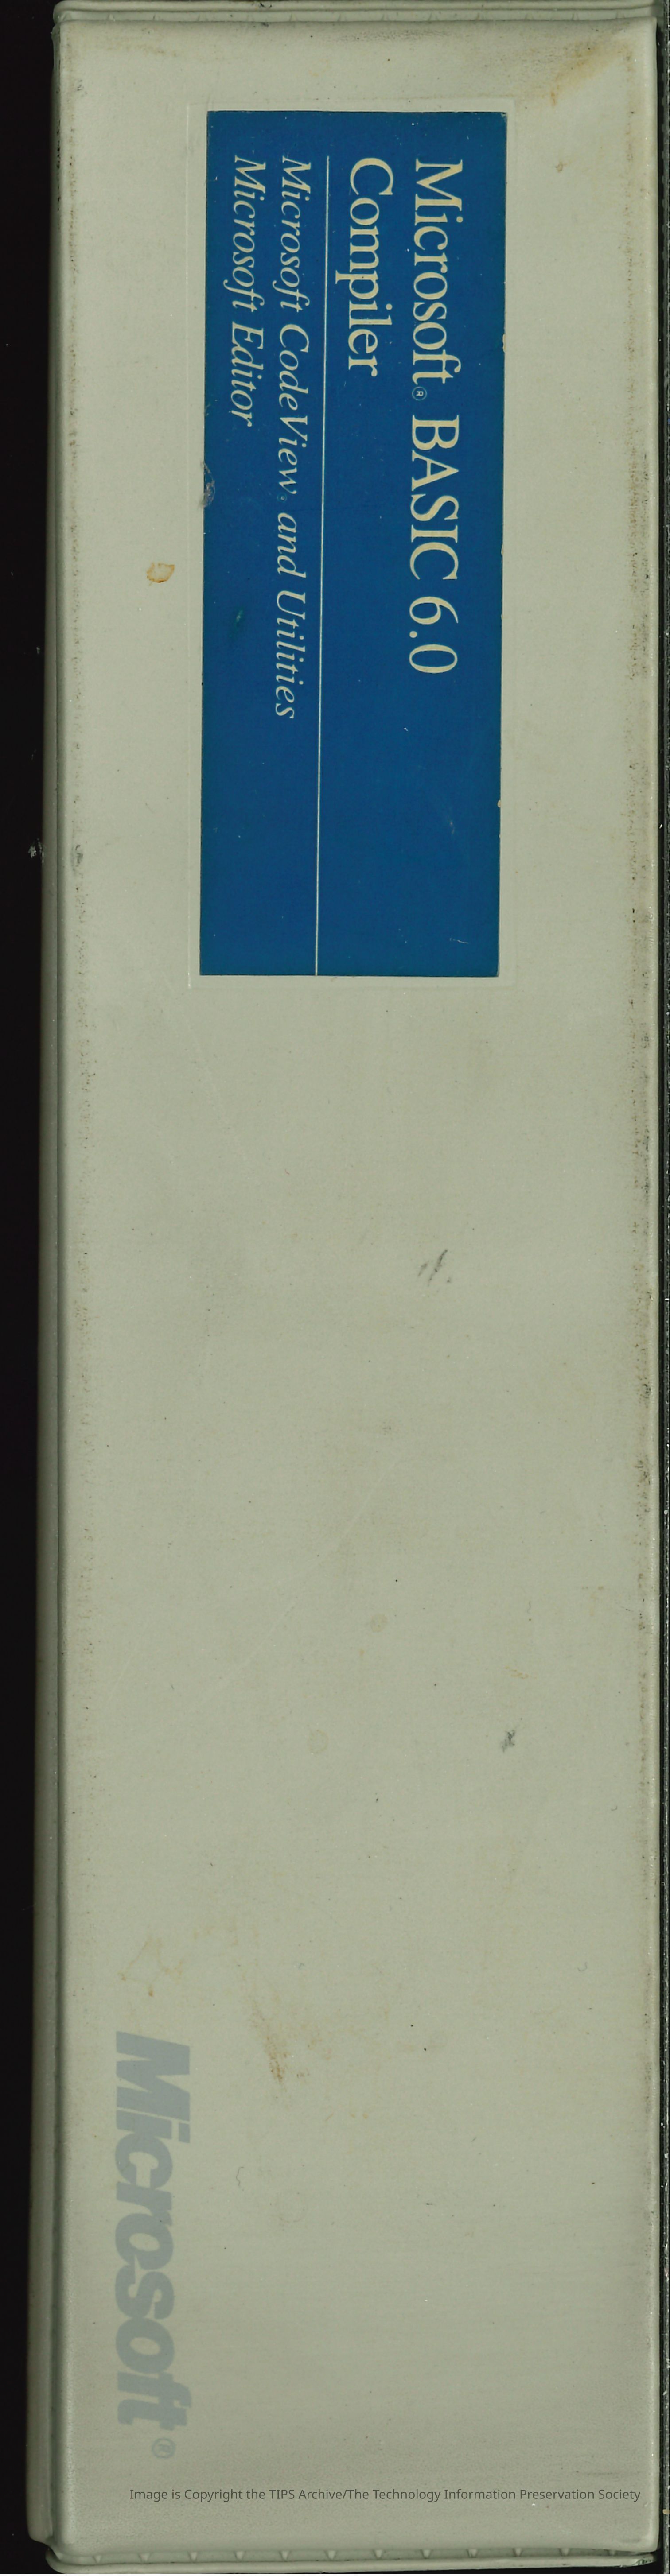 Microsoft® BASIC 6.0
Compiler
Microsoft CodeView® and Utilities
Microsoft Editor
Microsoft®
Image is Copyright the TIPS Archive/The Technology Information Preservation Society